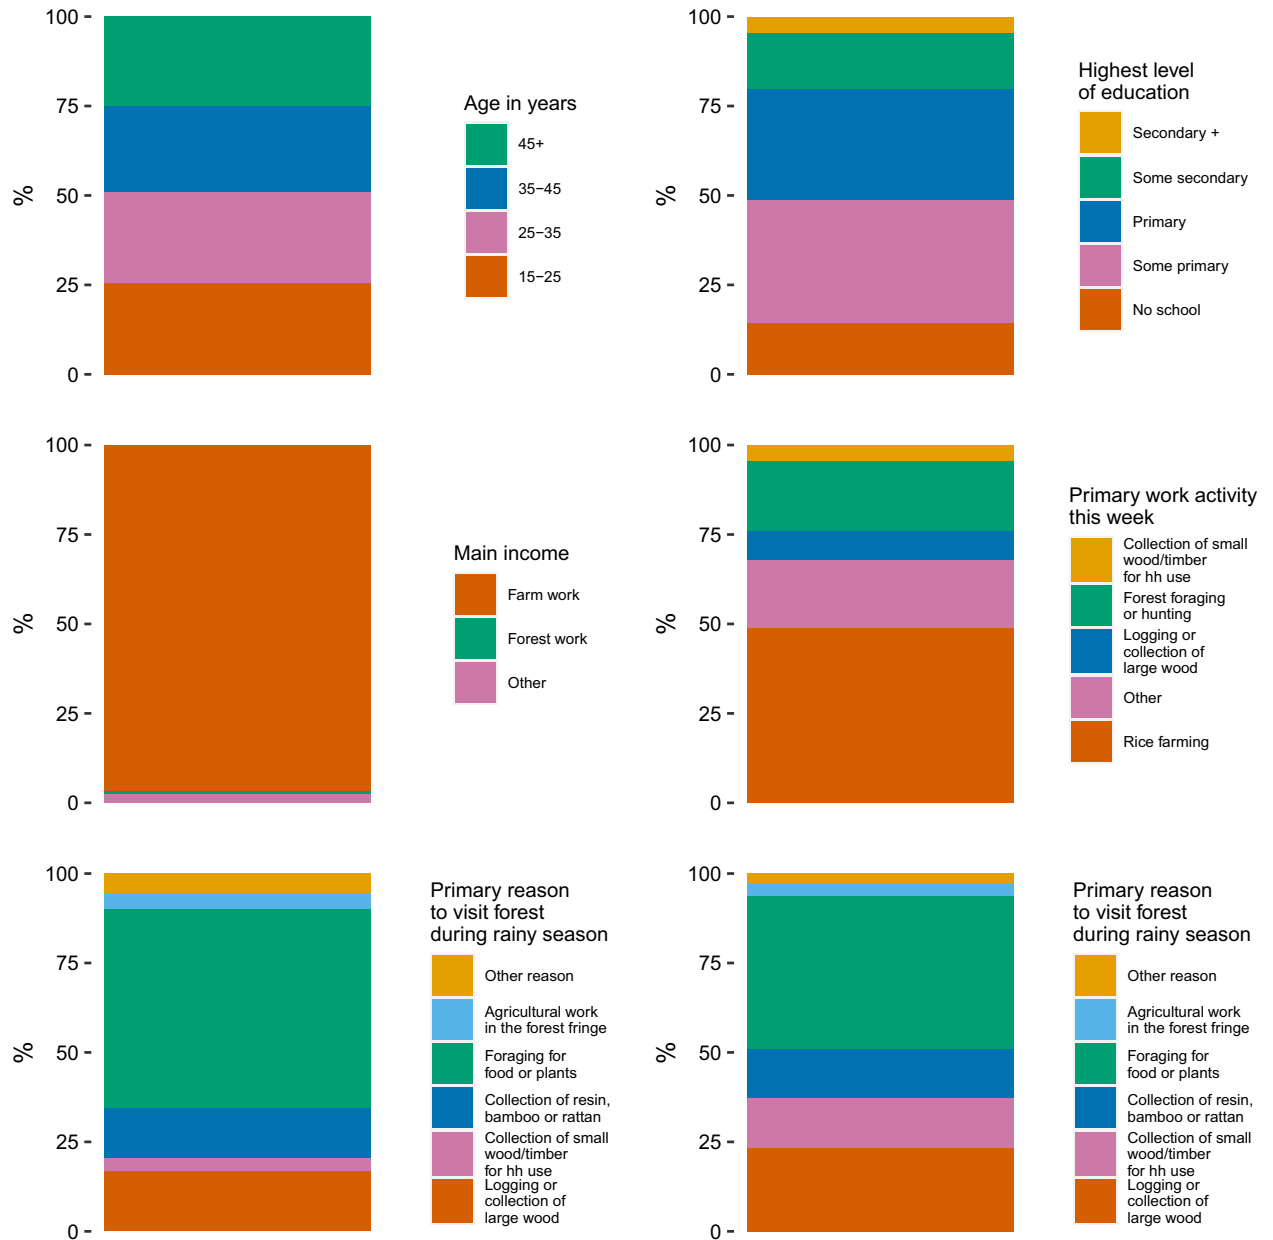 100
75
50
25
0
%
Age in years
45+
35−45
25−35
15−25
100
75
50
25
0
%
Highest level
of education
Secondary +
Some secondary
Primary
Some primary
No school
100
75
50
25
0
%
Main income
Farm work
Forest work
Other
100
75
50
25
0
%
Primary work activity
this week
Collection of small
wood/timber
for hh use
Forest foraging
or hunting
Logging or
collection of
large wood
Other
Rice farming
100
75
50
25
0
%
Primary reason
to visit forest
during rainy season
Other reason
Agricultural work
in the forest fringe
Foraging for
food or plants
Collection of resin,
bamboo or rattan
Collection of small
wood/timber
for hh use
Logging or
collection of
large wood
100
75
50
25
0
%
Primary reason
to visit forest
during rainy season
Other reason
Agricultural work
in the forest fringe
Foraging for
food or plants
Collection of resin,
bamboo or rattan
Collection of small
wood/timber
for hh use
Logging or
collection of
large wood